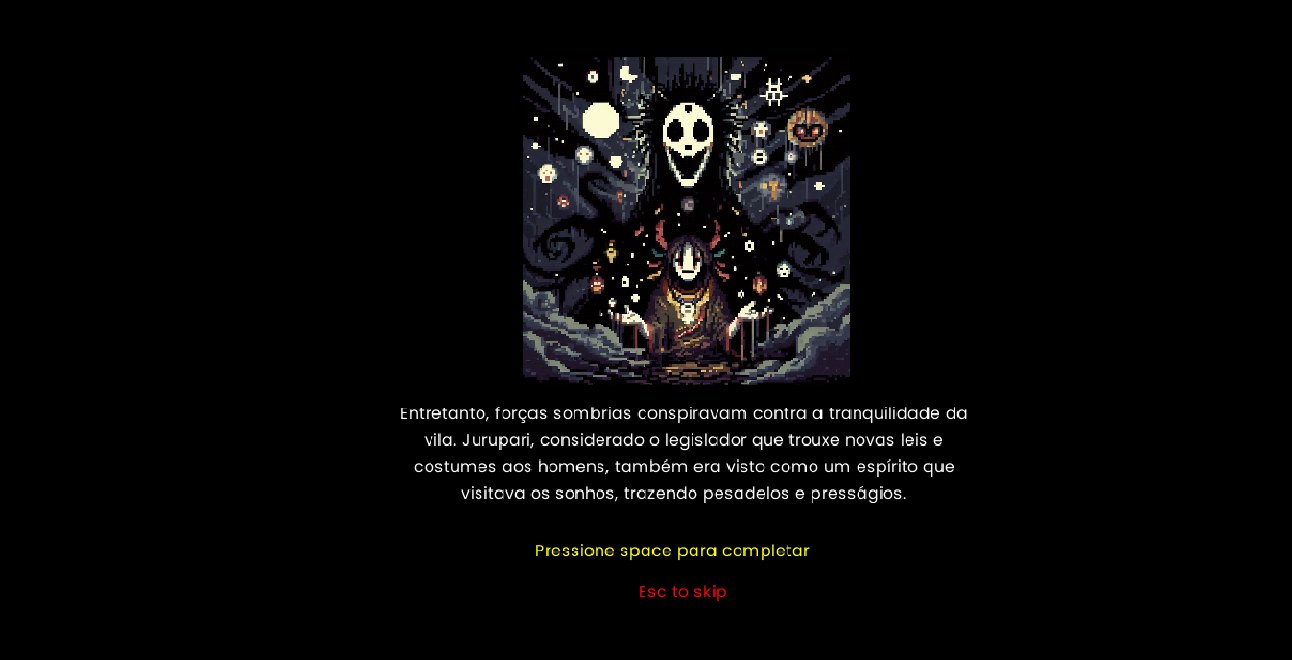 Entretanto, forças sombrias conspiravam contra a tranquilidade da
vila. Jurupari, considerado o legislador que trouxe novas leis e
costumes aos homens, também era visto como um espírito que
visitava os sonhos, trazendo pesadelos e presságios.
Pressione space para completar
Esc to skip